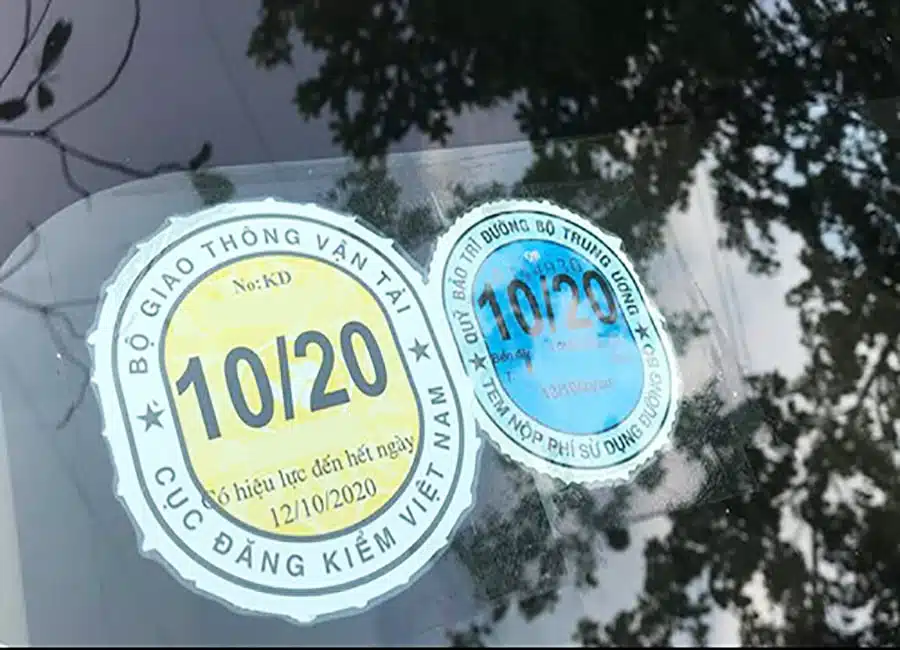 BỘ GIAO THÔNG VẬN TẢI
No:KD
10/20
Có hiệu lực đến hết ngày
12/10/2020
CỤC ĐĂNG KIỂM VIỆT NAM
QUỸ BẢO TRÌ ĐƯỜNG BỘ TRUNG ƯƠNG
10/20
TEM NỘP PHÍ SỬ DỤNG ĐƯỜNG BỘ